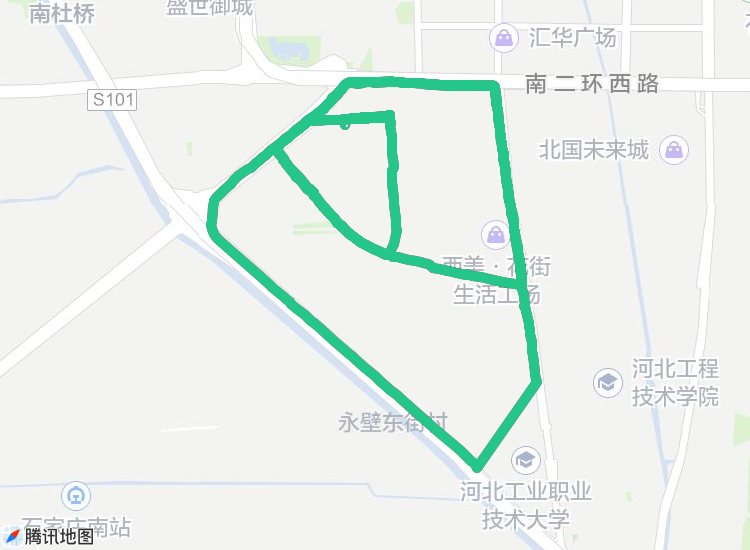 南杜桥
盛世御城
汇华广场
南二环西路
S101
北国未来城
西美·花街
生活工场
河北工程
技术学院
永壁东街村
河北工业职业
技术大学
石家庄南站
腾讯地图